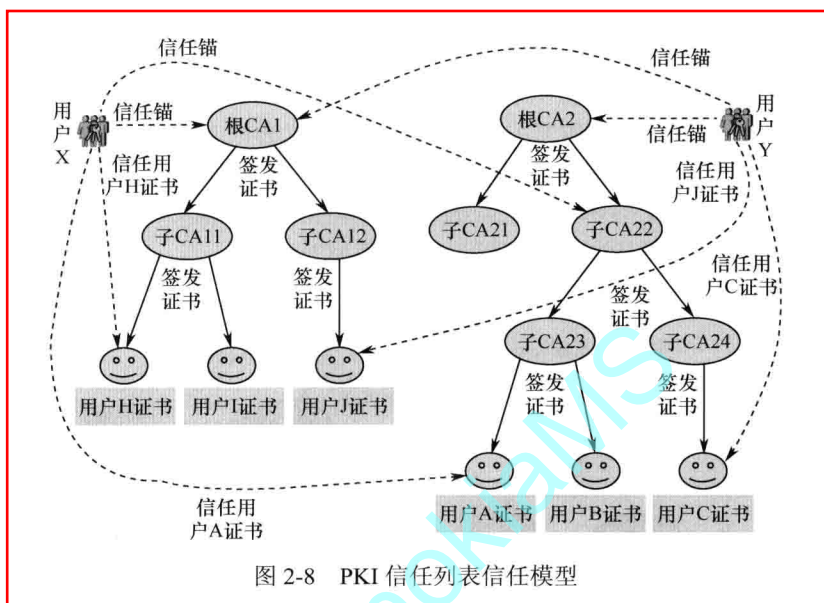 信任锚
信任锚
用户X
信任锚
根CA1
根CA2
信任锚
用户Y
信任用
户H证书
签发
证书
签发
证书
信任用
户J证书
子CA11
子CA12
子CA21
子CA22
签发
证书
签发
证书
签发
证书
信任用
户C证书
子CA23
子CA24
用户H证书
用户I证书
用户J证书
签发
证书
签发
证书
信任用
户A证书
用户A证书
用户B证书
用户C证书
图 2-8 PKI 信任列表信任模型